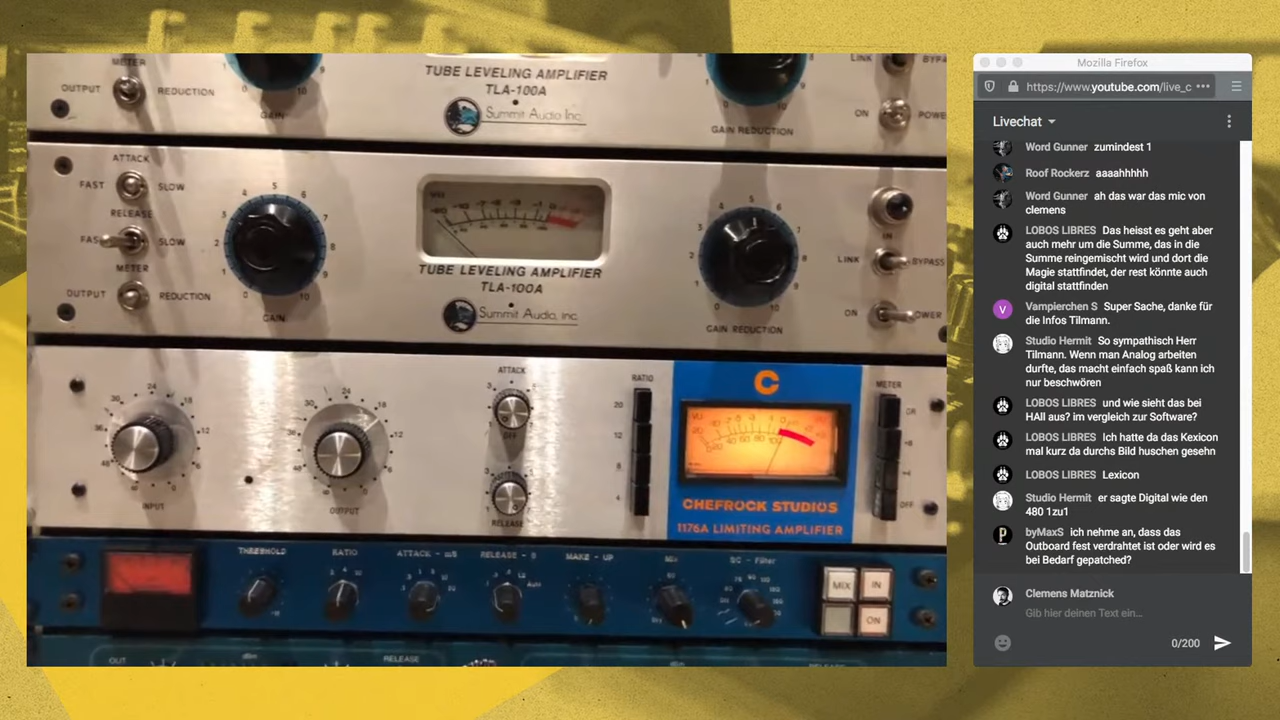 METER
OUTPUT
REDUCTION
GAIN
TUBE LEVELING AMPLIFIER
TLA-100A
Summit Audio Inc.
GAIN REDUCTION
LINK
ON
ATTACK
FAST
SLOW
RELEASE
SLOW
METER
OUTPUT
REDUCTION
GAIN
TUBE LEVELING AMPLIFIER
TLA-100A
Summit Audio, Inc.
GAIN REDUCTION
IN
LINK
BYPASS
ON
INPUT
OUTPUT
ATTACK
OFF
RELEASE
RATIO
20
12
8
4
METER
CHEFROCK STUDIOS
1176A LIMITING AMPLIFIER
THRESHOLD
RATIO
ATTACK - mS
RELEASE - S
MAKE - UP
Mix
SC - Filter
MIX
IN
ON
OUT
RELEASE
Mozilla Firefox
https://www.youtube.com/live_c
Livechat
Word Gunner zumindest 1
Roof Rockerz aaaahhhhh
Word Gunner ah das war das mic von
clemens
LOBOS LIBRES Das heisst es geht aber
auch mehr um die Summe, das in die
Summe reingemischt wird und dort die
Magie stattfindet, der rest könnte auch
digital stattfinden
V
Vampierchen S Super Sache, danke für
die Infos Tilmann.
Studio Hermit So sympathisch Herr
Tilmann. Wenn man Analog arbeiten
durfte, das macht einfach spaß kann ich
nur beschwören
LOBOS LIBRES und wie sieht das bei
HAll aus? im vergleich zur Software?
LOBOS LIBRES Ich hatte da das Kexicon
mal kurz da durchs Bild huschen gesehn
LOBOS LIBRES Lexicon
Studio Hermit er sagte Digital wie den
480 1zu1
byMaxS ich nehme an, dass das
Outboard fest verdrahtet ist oder wird es
bei Bedarf gepatched?
Clemens Matznick
Gib hier deinen Text ein...
0/200